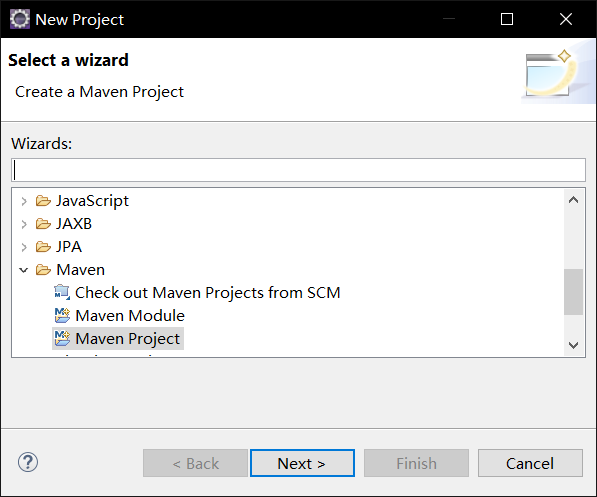 New Project
Select a wizard
Create a Maven Project
Wizards:
JavaScript
JAXB
JPA
Maven
Check out Maven Projects from SCM
Maven Module
Maven Project
< Back
Next >
Finish
Cancel